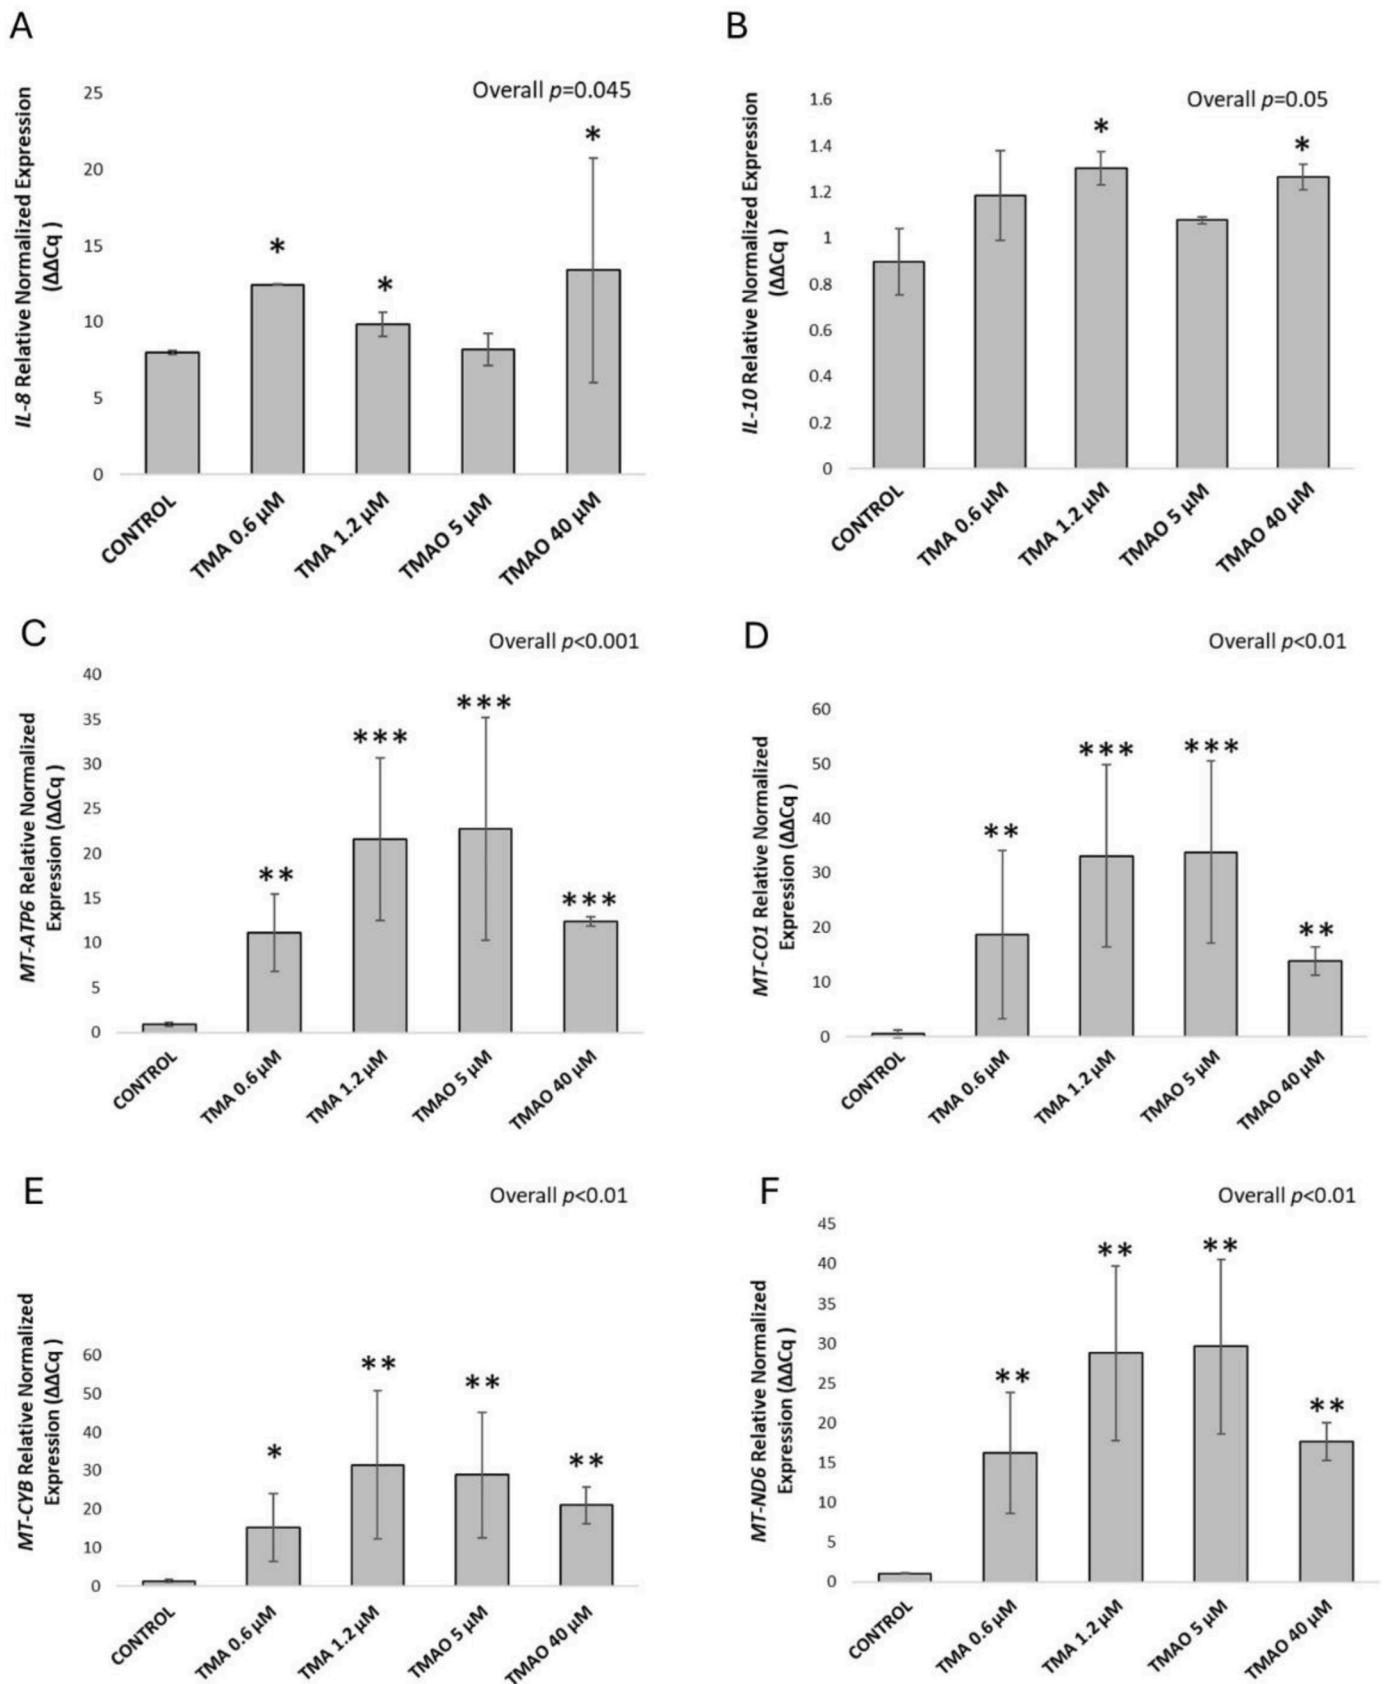 A
Overall p=0.045
IL-8 Relative Normalized Expression
(ΔΔCq )
25
20
15
10
5
0
*
*
*
CONTROL
TMA 0.6 µM
TMA 1.2 µM
TMAO 5 µM
TMAO 40 µM
B
Overall p=0.05
IL-10 Relative Normalized Expression
(ΔΔCq )
1.6
1.4
1.2
1
0.8
0.6
0.4
0.2
0
*
*
CONTROL
TMA 0.6 µM
TMA 1.2 µM
TMAO 5 µM
TMAO 40 µM
C
Overall p<0.001
MT-ATP6 Relative Normalized
Expression (ΔΔCq )
40
35
30
25
20
15
10
5
0
**
***
***
***
CONTROL
TMA 0.6 µM
TMA 1.2 µM
TMAO 5 µM
TMAO 40 µM
D
Overall p<0.01
MT-CO1 Relative Normalized
Expression (ΔΔCq )
60
50
40
30
20
10
0
**
***
***
**
CONTROL
TMA 0.6 µM
TMA 1.2 µM
TMAO 5 µM
TMAO 40 µM
E
Overall p<0.01
MT-CYB Relative Normalized
Expression (ΔΔCq )
60
50
40
30
20
10
0
*
**
**
**
CONTROL
TMA 0.6 µM
TMA 1.2 µM
TMAO 5 µM
TMAO 40 µM
F
Overall p<0.01
MT-ND6 Relative Normalized
Expression (ΔΔCq )
45
40
35
30
25
20
15
10
5
0
**
**
**
**
CONTROL
TMA 0.6 µM
TMA 1.2 µM
TMAO 5 µM
TMAO 40 µM